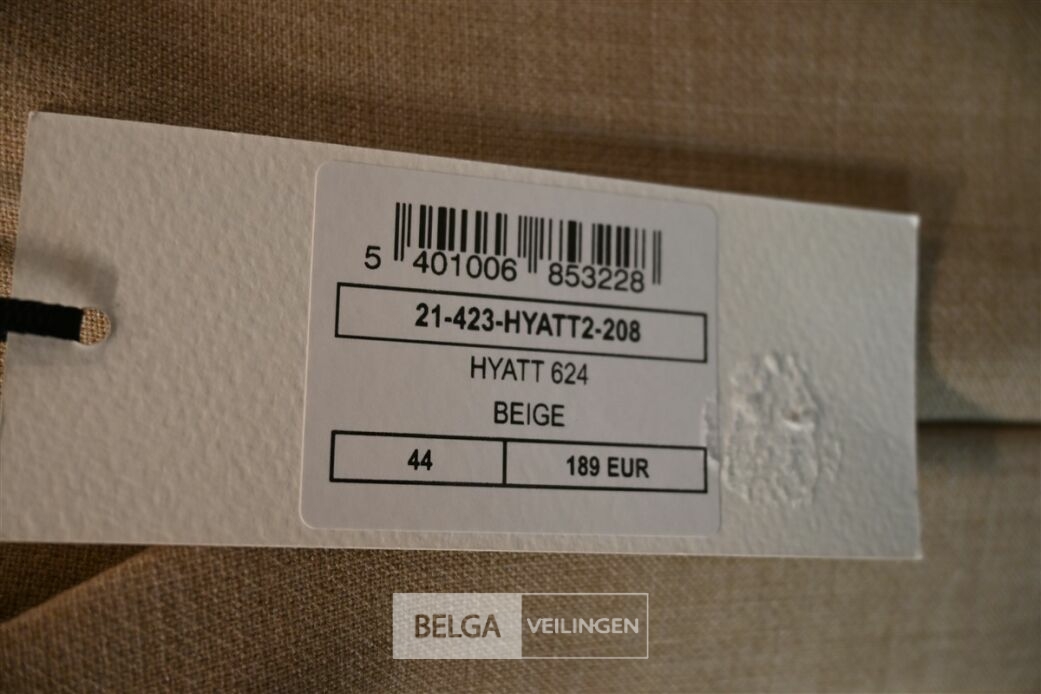 5 401006 853228
21-423-HYATT2-208
HYATT 624
BEIGE
44 189 EUR
BELGA VEILINGEN